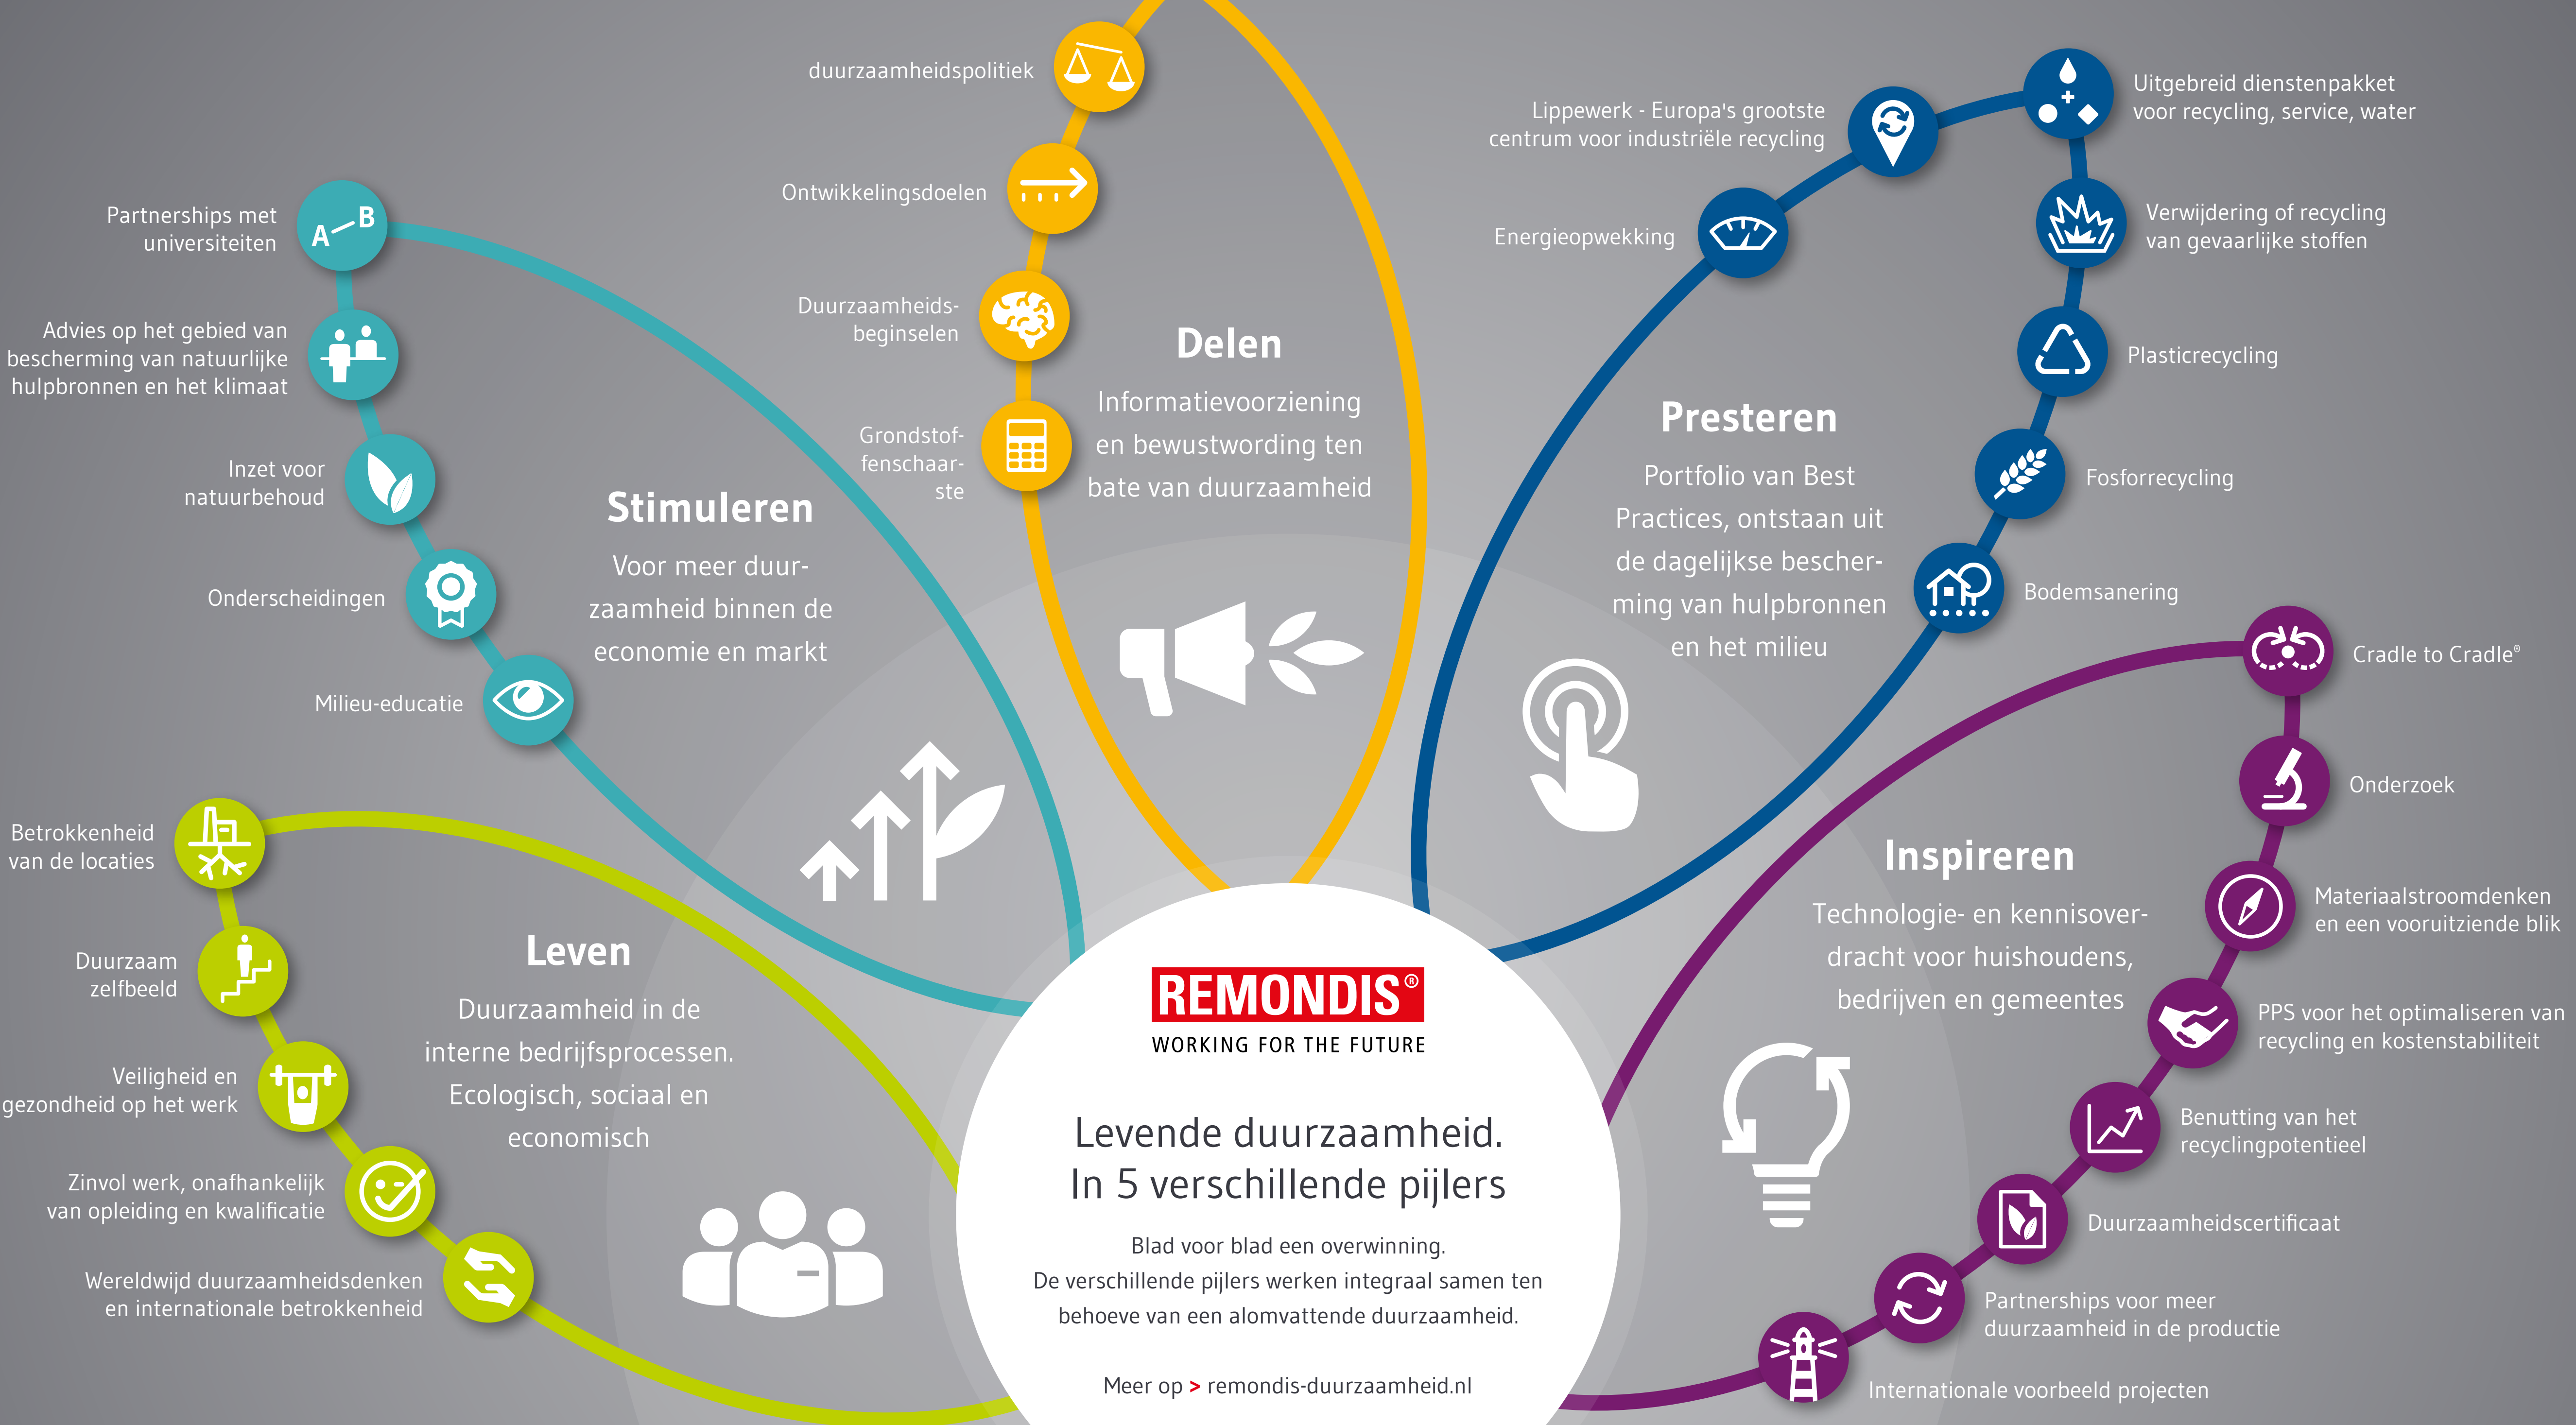 duurzaamheidspolitiek
Ontwikkelingsdoelen
Duurzaamheids-
beginselen
Grondstof-
fenschaar-
ste
Delen
Informatievoorziening
en bewustwording ten
bate van duurzaamheid
Partnerships met
universiteiten
A B
Advies op het gebied van
bescherming van natuurlijke
hulpbronnen en het klimaat
Inzet voor
natuurbehoud
Onderscheidingen
Milieu-educatie
Stimuleren
Voor meer duur-
zaamheid binnen de
economie en markt
Lippewerk - Europa's grootste
centrum voor industriële recycling
Energieopwekking
Uitgebreid dienstenpakket
voor recycling, service, water
Verwijdering of recycling
van gevaarlijke stoffen
Plasticrecycling
Fosforrecycling
Bodemsanering
Presteren
Portfolio van Best
Practices, ontstaan uit
de dagelijkse bescher-
ming van hulpbronnen
en het milieu
Betrokkenheid
van de locaties
Duurzaam
zelfbeeld
Veiligheid en
gezondheid op het werk
Zinvol werk, onafhankelijk
van opleiding en kwalificatie
Wereldwijd duurzaamheidsdenken
en internationale betrokkenheid
Leven
Duurzaamheid in de
interne bedrijfsprocessen.
Ecologisch, sociaal en
economisch
Cradle to Cradle®
Onderzoek
Materiaalstroomdenken
en een vooruitziende blik
PPS voor het optimaliseren van
recycling en kostenstabiliteit
Benutting van het
recyclingpotentieel
Duurzaamheidscertificaat
Partnerships voor meer
duurzaamheid in de productie
Internationale voorbeeld projecten
Inspireren
Technologie- en kennisover-
dracht voor huishoudens,
bedrijven en gemeentes
REMONDIS®
WORKING FOR THE FUTURE
Levende duurzaamheid.
In 5 verschillende pijlers
Blad voor blad een overwinning.
De verschillende pijlers werken integraal samen ten
behoeve van een alomvattende duurzaamheid.
Meer op > remondis-duurzaamheid.nl